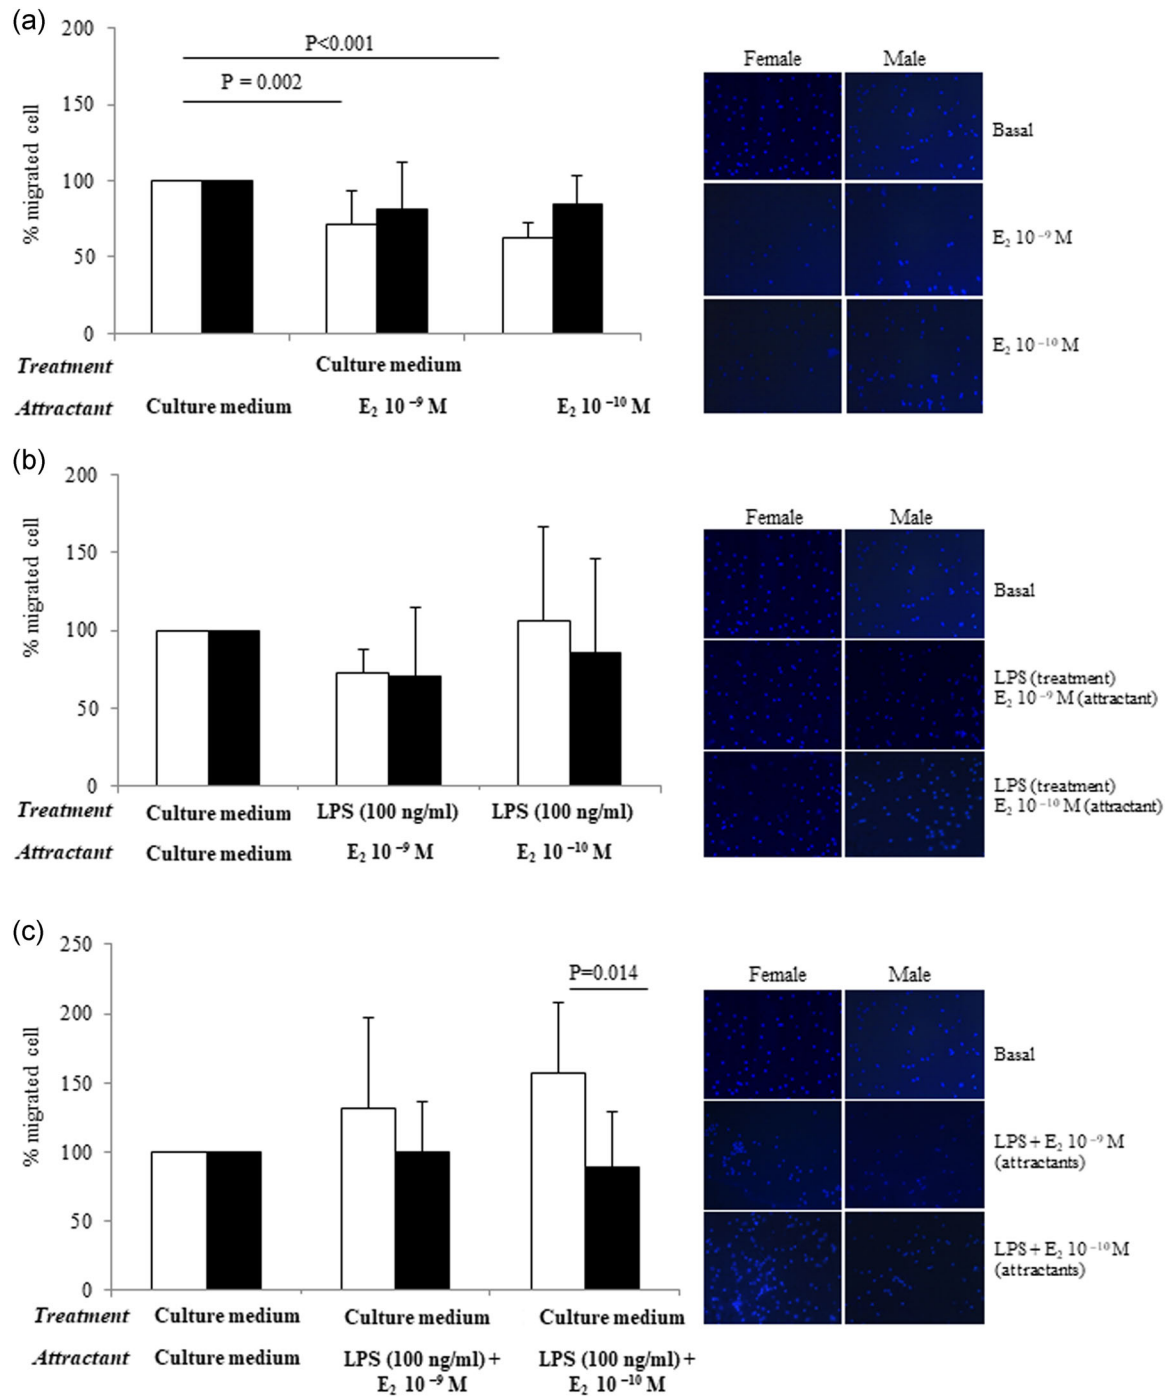 (a)
200
150
100
50
0
% migrated cell
P<0.001
P = 0.002
Treatment Culture medium
Attractant Culture medium E₂ 10⁻⁹ M E₂ 10⁻¹⁰ M
Female Male
Basal
E₂ 10⁻⁹ M
E₂ 10⁻¹⁰ M
(b)
200
150
100
50
0
% migrated cell
Treatment Culture medium LPS (100 ng/ml) LPS (100 ng/ml)
Attractant Culture medium E₂ 10⁻⁹ M E₂ 10⁻¹⁰ M
Female Male
Basal
LPS (treatment)
E₂ 10⁻⁹ M (attractant)
LPS (treatment)
E₂ 10⁻¹⁰ M (attractant)
(c)
250
200
150
100
50
0
% migrated cell
P=0.014
Treatment Culture medium Culture medium Culture medium
Attractant Culture medium LPS (100 ng/ml) + LPS (100 ng/ml) +
E₂ 10⁻⁹ M E₂ 10⁻¹⁰ M
Female Male
Basal
LPS + E₂ 10⁻⁹ M
(attractants)
LPS + E₂ 10⁻¹⁰ M
(attractants)